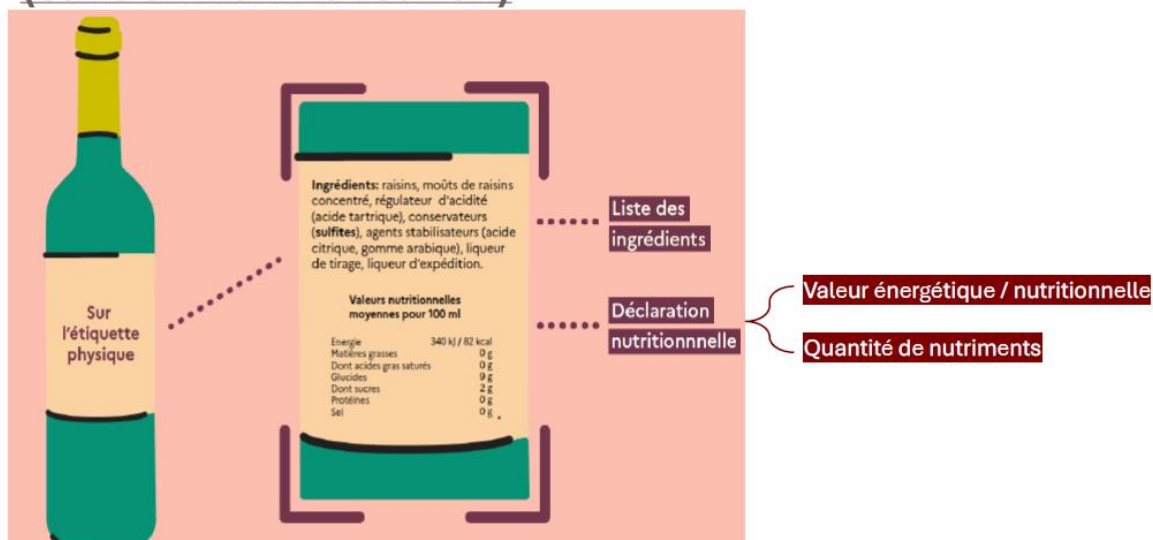 Sur
l'étiquette
physique
Ingrédients: raisins, moûts de raisins
concentré, régulateur d'acidité
(acide tartrique), conservateurs
(sulfites), agents stabilisateurs (acide
citrique, gomme arabique), liqueur
de tirage, liqueur d'expédition.
Valeurs nutritionnelles
moyennes pour 100 ml
Energie 340 kJ / 82 kcal
Matières grasses 0 g
Dont acides gras saturés 0 g
Glucides 9 g
Dont sucres 2 g
Protéines 0 g
Sel 0 g .
Liste des
ingrédients
Déclaration
nutritionnnelle
Valeur énergétique / nutritionnelle
Quantité de nutriments